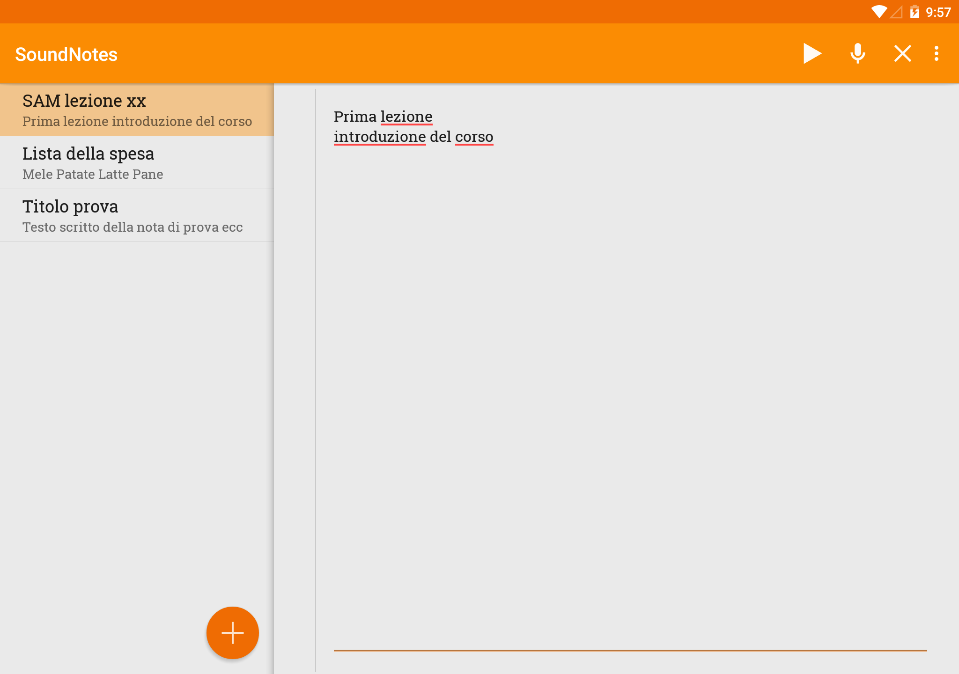 9:57
SoundNotes
SAM lezione xx
Prima lezione introduzione del corso
Lista della spesa
Mele Patate Latte Pane
Titolo prova
Testo scritto della nota di prova ecc
Prima lezione
introduzione del corso